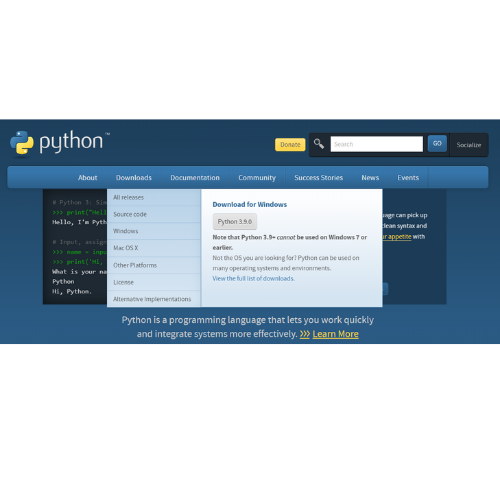 python™
Donate
Search
GO
Socialize
About
Downloads
Documentation
Community
Success Stories
News
Events
# Python 3: Sim
>>> print("Hell
Hello, I'm Pyth
# Input, assign
>>> name = inpu
>>> print('Hi,
What is your na
Python
Hi, Python.
All releases
Source code
Windows
Mac OS X
Other Platforms
License
Alternative Implementations
Download for Windows
Python 3.9.0
Note that Python 3.9+ cannot be used on Windows 7 or
earlier.
Not the OS you are looking for? Python can be used on
many operating systems and environments.
View the full list of downloads.
uage can pick up
clean syntax and
ur appetite with
Python is a programming language that lets you work quickly
and integrate systems more effectively. >>> Learn More